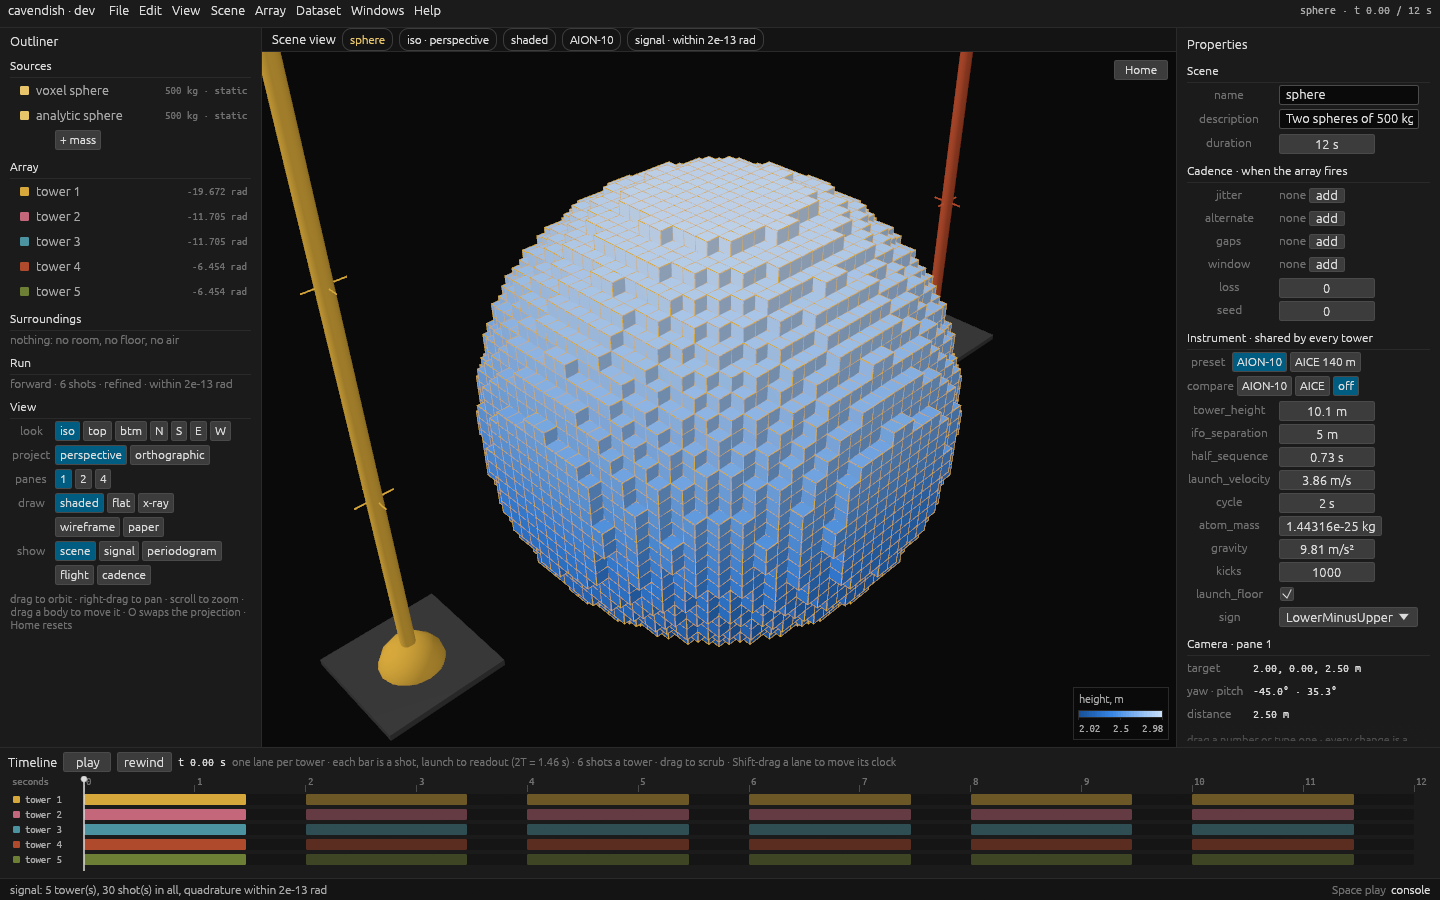 cavendish · dev File Edit View Scene Array Dataset Windows Help sphere · t 0.00 / 12 s
Outliner
Sources
voxel sphere 500 kg · static
analytic sphere 500 kg · static
+ mass
Array
tower 1 -19.672 rad
tower 2 -11.705 rad
tower 3 -11.705 rad
tower 4 -6.454 rad
tower 5 -6.454 rad
Surroundings
nothing: no room, no floor, no air
Run
forward · 6 shots · refined · within 2e-13 rad
View
look iso top btm N S E W
project perspective orthographic
panes 1 2 4
draw shaded flat x-ray
wireframe paper
show scene signal periodogram
flight cadence
drag to orbit · right-drag to pan · scroll to zoom ·
drag a body to move it · O swaps the projection ·
Home resets
Scene view sphere iso · perspective shaded AION-10 signal · within 2e-13 rad
Home
height, m
2.02 2.5 2.98
Properties
Scene
name sphere
description Two spheres of 500 kg
duration 12 s
Cadence · when the array fires
jitter none add
alternate none add
gaps none add
window none add
loss 0
seed 0
Instrument · shared by every tower
preset AION-10 AICE 140 m
compare AION-10 AICE off
tower_height 10.1 m
ifo_separation 5 m
half_sequence 0.73 s
launch_velocity 3.86 m/s
cycle 2 s
atom_mass 1.44316e-25 kg
gravity 9.81 m/s²
kicks 1000
launch_floor
sign LowerMinusUpper
Camera · pane 1
target 2.00, 0.00, 2.50 m
yaw · pitch -45.0° · 35.3°
distance 2.50 m
drag a number or type one · every change is a
Timeline play rewind t 0.00 s one lane per tower · each bar is a shot, launch to readout (2T = 1.46 s) · 6 shots a tower · drag to scrub · Shift-drag a lane to move its clock
seconds 0 1 2 3 4 5 6 7 8 9 10 11 12
tower 1
tower 2
tower 3
tower 4
tower 5
signal: 5 tower(s), 30 shot(s) in all, quadrature within 2e-13 rad Space play console